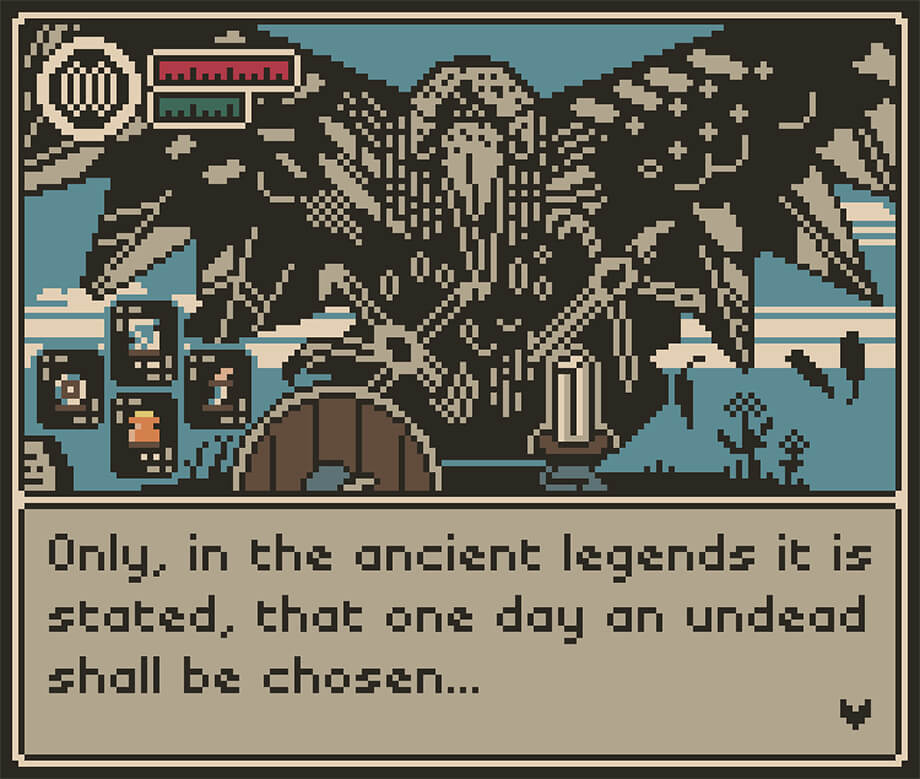 Only, in the ancient legends it is
stated, that one day an undead
shall be chosen...